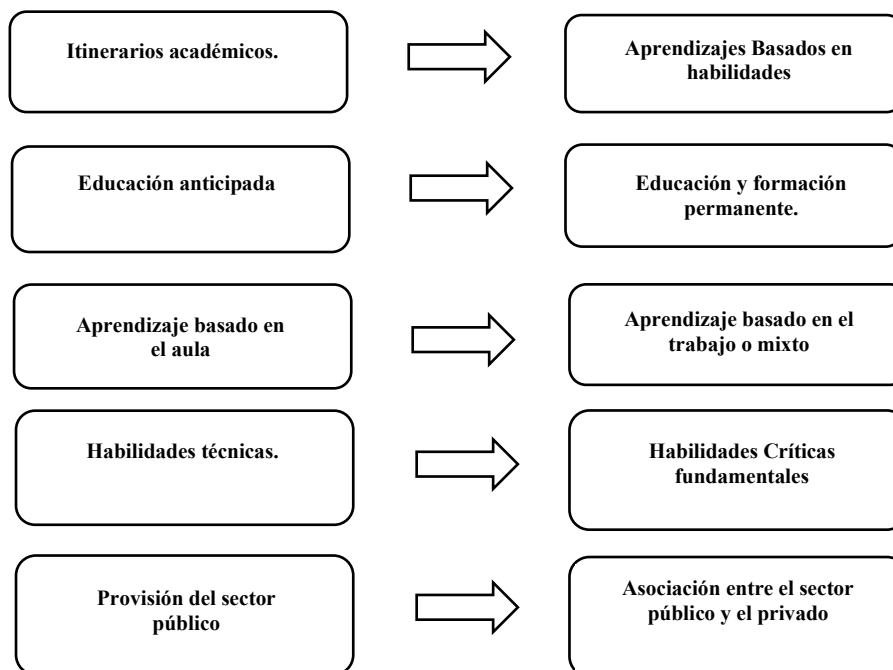 Itinerarios académicos.
Aprendizajes Basados en
habilidades
Educación anticipada
Educación y formación
permanente.
Aprendizaje basado en
el aula
Aprendizaje basado en el
trabajo o mixto
Habilidades técnicas.
Habilidades Críticas
fundamentales
Provisión del sector
público
Asociación entre el sector
público y el privado